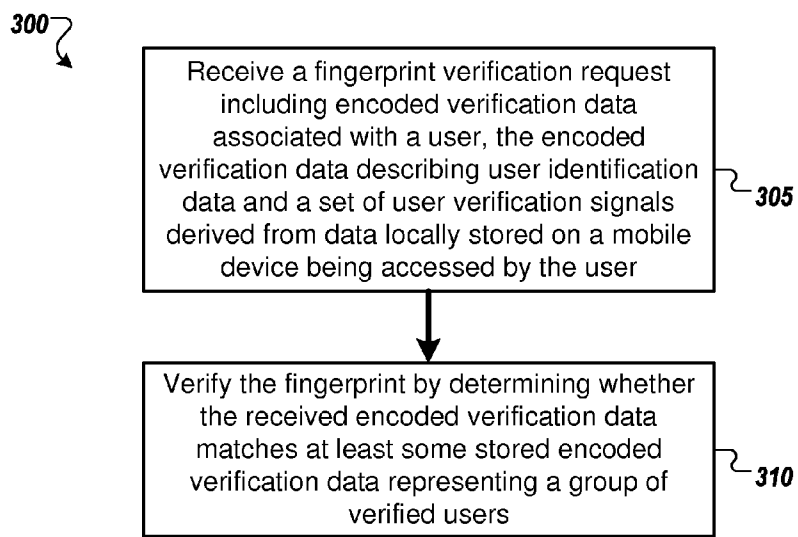 300
Receive a fingerprint verification request
including encoded verification data
associated with a user, the encoded
verification data describing user identification
data and a set of user verification signals
derived from data locally stored on a mobile
device being accessed by the user
305
Verify the fingerprint by determining whether
the received encoded verification data
matches at least some stored encoded
verification data representing a group of
verified users
310